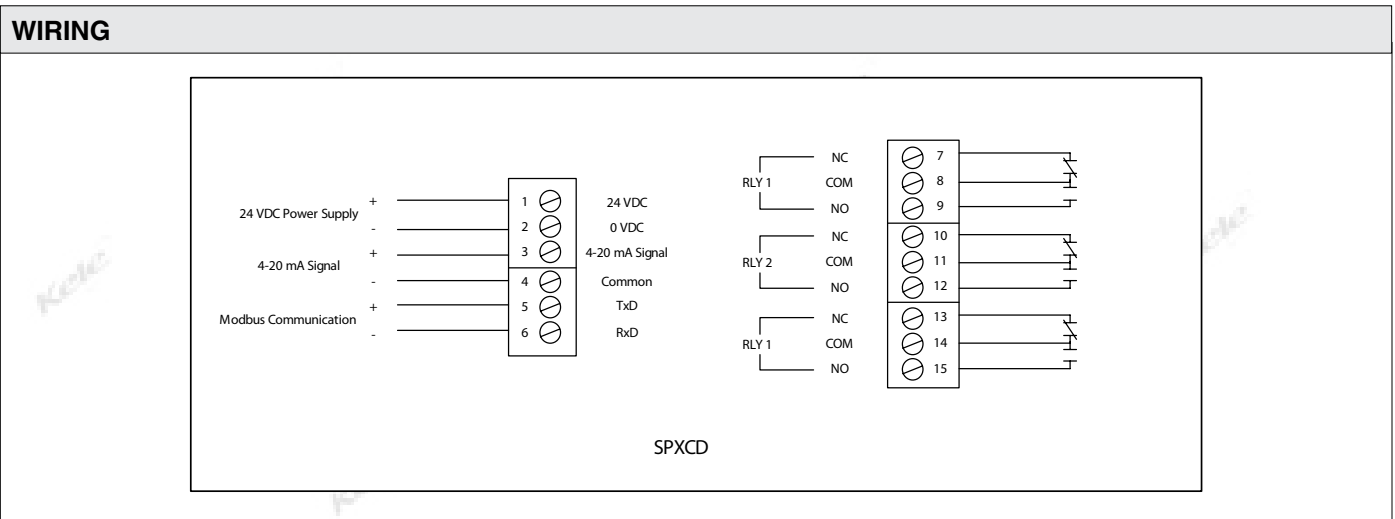 WIRING
24 VDC Power Supply
+
-
4-20 mA Signal
+
-
Modbus Communication
+
-
1 24 VDC
2 0 VDC
3 4-20 mA Signal
4 Common
5 TxD
6 RxD
RLY 1
NC 7
COM 8
NO 9
RLY 2
NC 10
COM 11
NO 12
RLY 1
NC 13
COM 14
NO 15
SPXCD
Kele